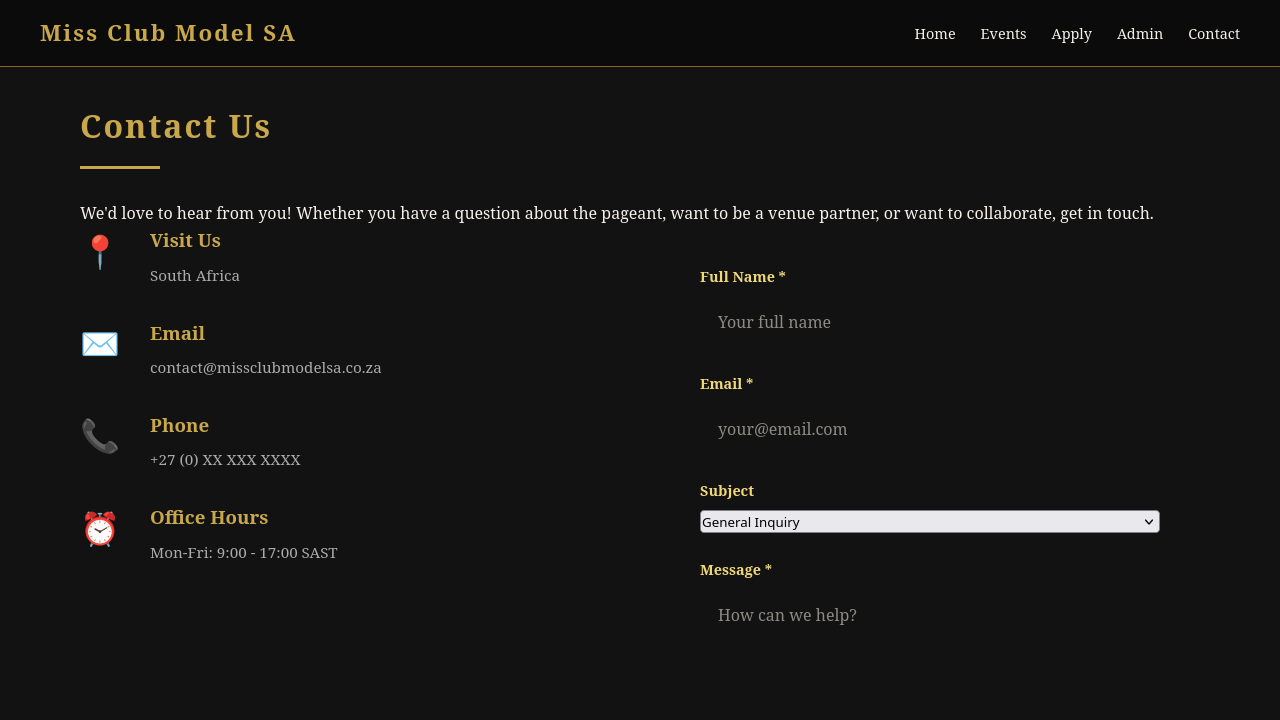 Miss Club Model SA
Home Events Apply Admin Contact
Contact Us
We'd love to hear from you! Whether you have a question about the pageant, want to be a venue partner, or want to collaborate, get in touch.
Visit Us
South Africa
Email
contact@missclubmodelsa.co.za
Phone
+27 (0) XX XXX XXXX
Office Hours
Mon-Fri: 9:00 - 17:00 SAST
Full Name *
Your full name
Email *
your@email.com
Subject
General Inquiry
Message *
How can we help?